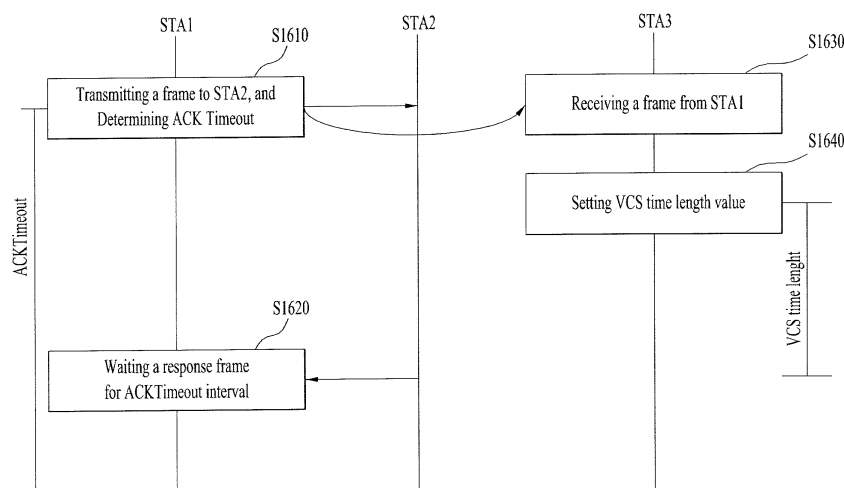 STA1
STA2
STA3
S1610
S1630
Transmitting a frame to STA2, and
Determining ACK Timeout
Receiving a frame from STA1
S1640
Setting VCS time length value
ACKTimeout
VCS time lenght
S1620
Waiting a response frame
for ACKTimeout interval